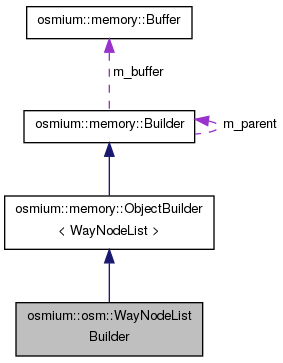 osmium::memory::Buffer
m_buffer
osmium::memory::Builder
m_parent
osmium::memory::ObjectBuilder
< WayNodeList >
osmium::osm::WayNodeList
Builder